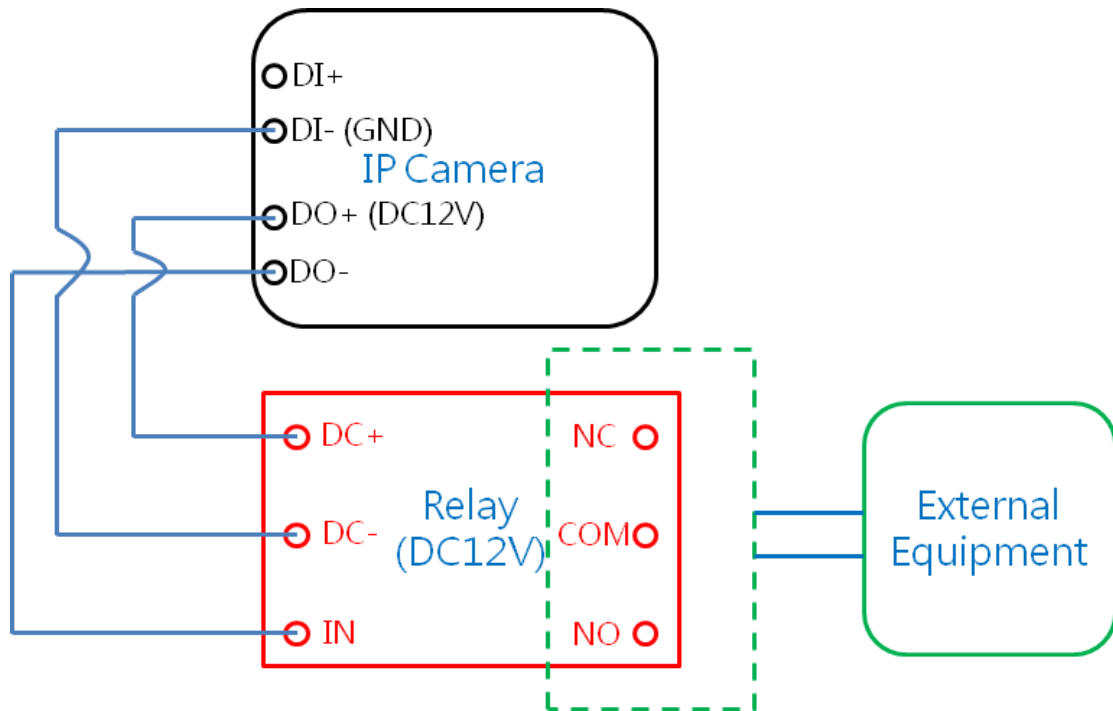 DI+
DI- (GND)
IP Camera
DO+ (DC12V)
DO-
DC+
NC
Relay
(DC12V)
DC-
COM
IN
NO
External
Equipment